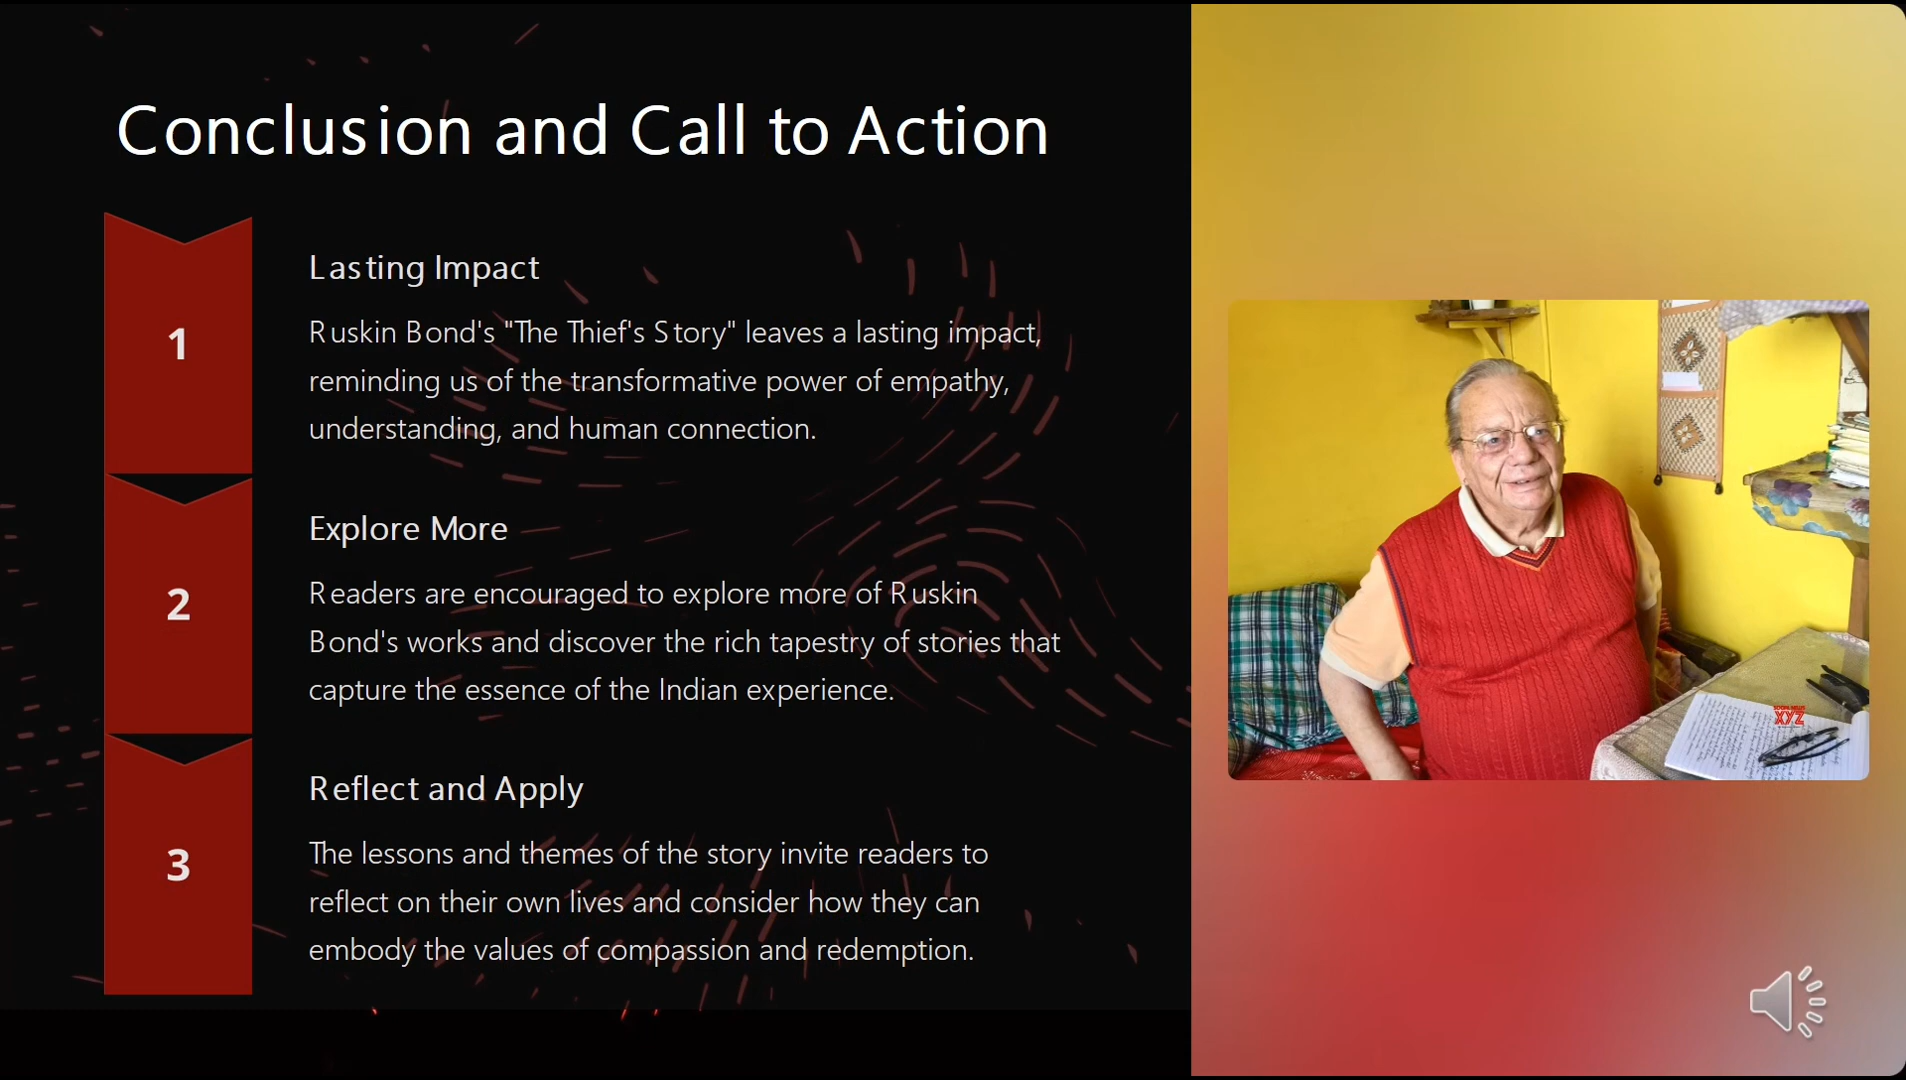 Conclusion and Call to Action
1
Lasting Impact
Ruskin Bond's "The Thief's Story" leaves a lasting impact,
reminding us of the transformative power of empathy,
understanding, and human connection.
2
Explore More
Readers are encouraged to explore more of Ruskin
Bond's works and discover the rich tapestry of stories that
capture the essence of the Indian experience.
3
Reflect and Apply
The lessons and themes of the story invite readers to
reflect on their own lives and consider how they can
embody the values of compassion and redemption.
XYZ